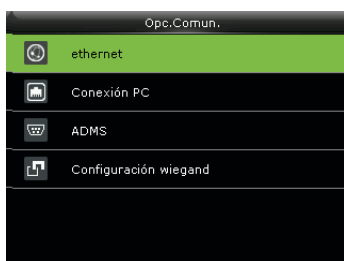 Opc.Comun.
ethernet
Conexión PC
ADMS
Configuración wiegand